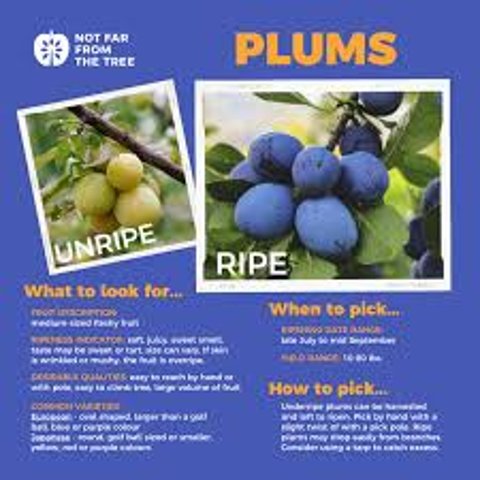 NOT FAR
FROM
THE TREE
PLUMS
UNRIPE
RIPE
What to look for...
FRUIT DESCRIPTION:
medium-sized fleshy fruit
RIPENESS INDICATOR: soft, juicy, sweet smell,
taste may be sweet or tart, size can vary. If skin
is wrinkled or mushy, the fruit is overripe.
DESIRABLE QUALITIES: easy to reach by hand or
with pole, easy to climb tree, large volume of fruit
COMMON VARIETIES
European - oval shaped, larger than a golf
ball, blue or purple colour
Japanese - round, golf ball sized or smaller,
yellow, red or purple colours
When to pick...
RIPENING DATE RANGE:
late July to mid September
YIELD RANGE: 10-80 lbs
How to pick...
Underripe plums can be harvested
and left to ripen. Pick by hand with a
slight twist of with a pick pole. Ripe
plums may drop easily from branches.
Consider using a tarp to catch excess.